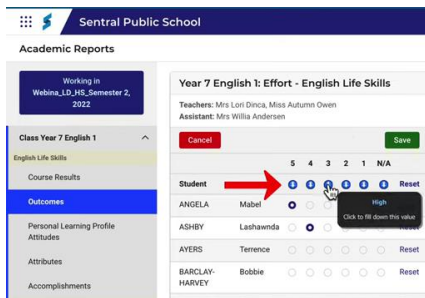 Sentral Public School
Academic Reports
Working in
Webina_LD_HS_Semester 2,
2022
Class Year 7 English 1
English Life Skills
Course Results
Outcomes
Personal Learning Profile
Attitudes
Attributes
Accomplishments
Year 7 English 1: Effort - English Life Skills
Teachers: Mrs Lori Dinca, Miss Autumn Owen
Assistant: Mrs Willia Andersen
Cancel Save
5 4 3 2 1 N/A
Student Reset
ANGELA Mabel
High
Click to fill down this value
ASHBY Lashawnda Reset
AYERS Terrence Reset
BARCLAY-
HARVEY Bobbie Reset